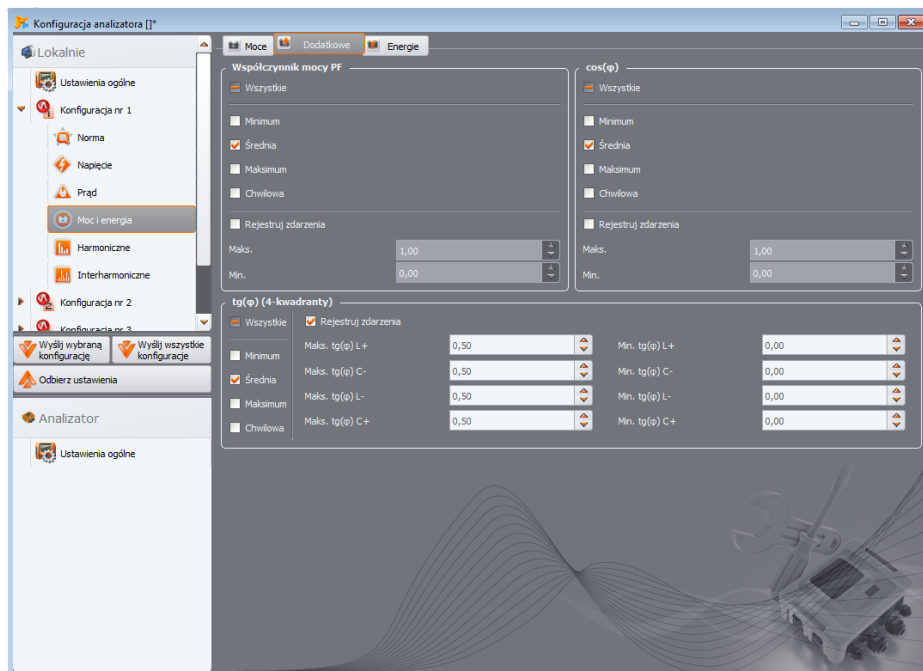 Konfiguracja analizatora []*
Lokalnie
Ustawienia ogólne
Konfiguracja nr 1
Norma
Napięcie
Prąd
Moc i energia
Harmoniczne
Interharmoniczne
Konfiguracja nr 2
Konfiguracja nr 3
Wyślij wybraną konfigurację
Wyślij wszystkie konfiguracje
Odbierz ustawienia
Analizator
Ustawienia ogólne
Moce
Dodatkowe
Energie
Współczynnik mocy PF
Wszystkie
Minimum
Średnia
Maksimum
Chwilowa
Rejestruj zdarzenia
Maks. 1,00
Min. 0,00
cos(φ)
Wszystkie
Minimum
Średnia
Maksimum
Chwilowa
Rejestruj zdarzenia
Maks. 1,00
Min. 0,00
tg(φ) (4-kwadranty)
Wszystkie
Minimum
Średnia
Maksimum
Chwilowa
Rejestruj zdarzenia
Maks. tg(φ) L+ 0,50 Min. tg(φ) L+ 0,00
Maks. tg(φ) C- 0,50 Min. tg(φ) C- 0,00
Maks. tg(φ) L- 0,50 Min. tg(φ) L- 0,00
Maks. tg(φ) C+ 0,50 Min. tg(φ) C+ 0,00